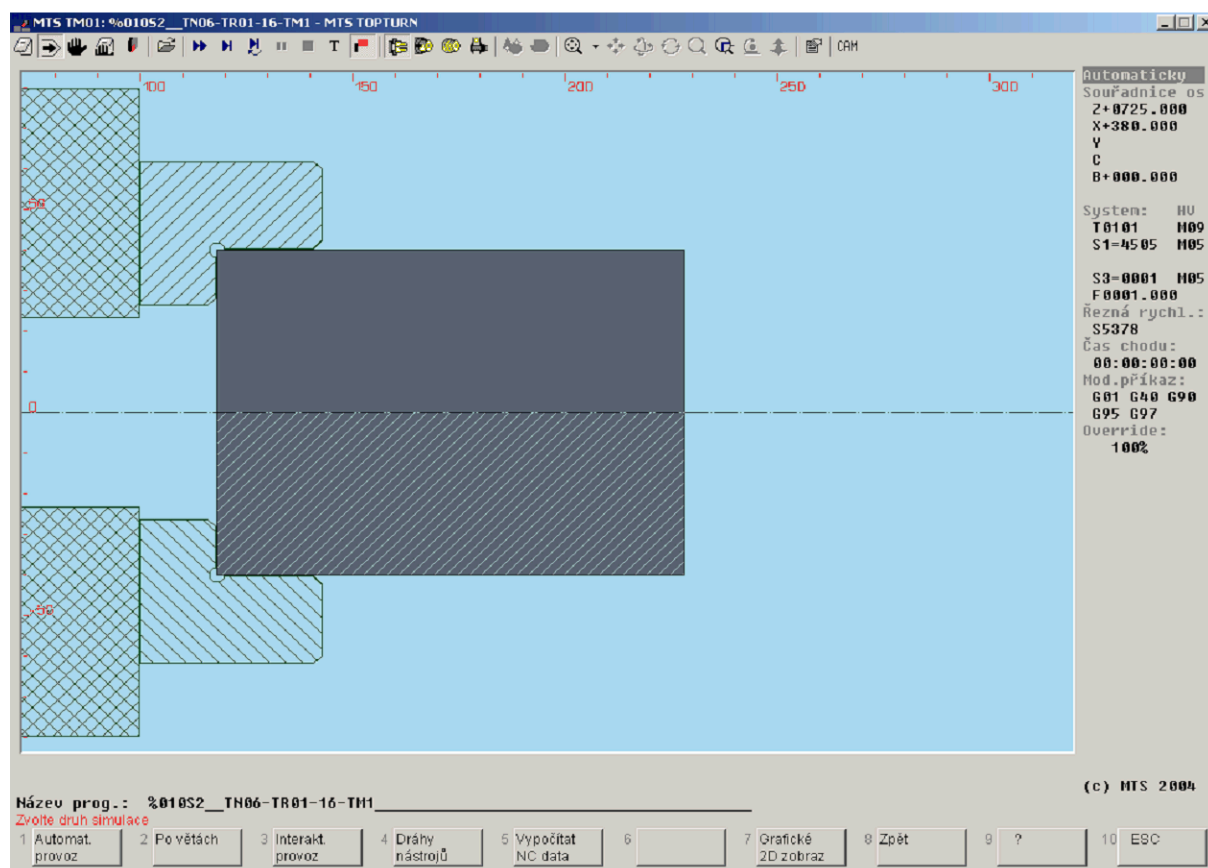 MTS TM01: %010S2__TN06-TR01-16-TM1 - MTS TOPTURN
T CAM
100 150 200 250 300
50
0
-50
Automaticky
Souřadnice os
Z+0725.000
X+380.000
Y
C
B+000.000
System: HV
T0101 M09
S1=4505 M05
S3=0001 M05
F0001.000
Řezná rychl.:
S5378
Čas chodu:
00:00:00:00
Mod.příkaz:
G01 G40 G90
G95 G97
Override:
100%
(c) MTS 2004
Název prog.: %010S2__TN06-TR01-16-TM1
Zvolte druh simulace
1 Automat. provoz
2 Po větách
3 Interakt. provoz
4 Dráhy nástrojů
5 Vypočítat NC data
6
7 Grafické 2D zobraz
8 Zpět
9 ?
10 ESC